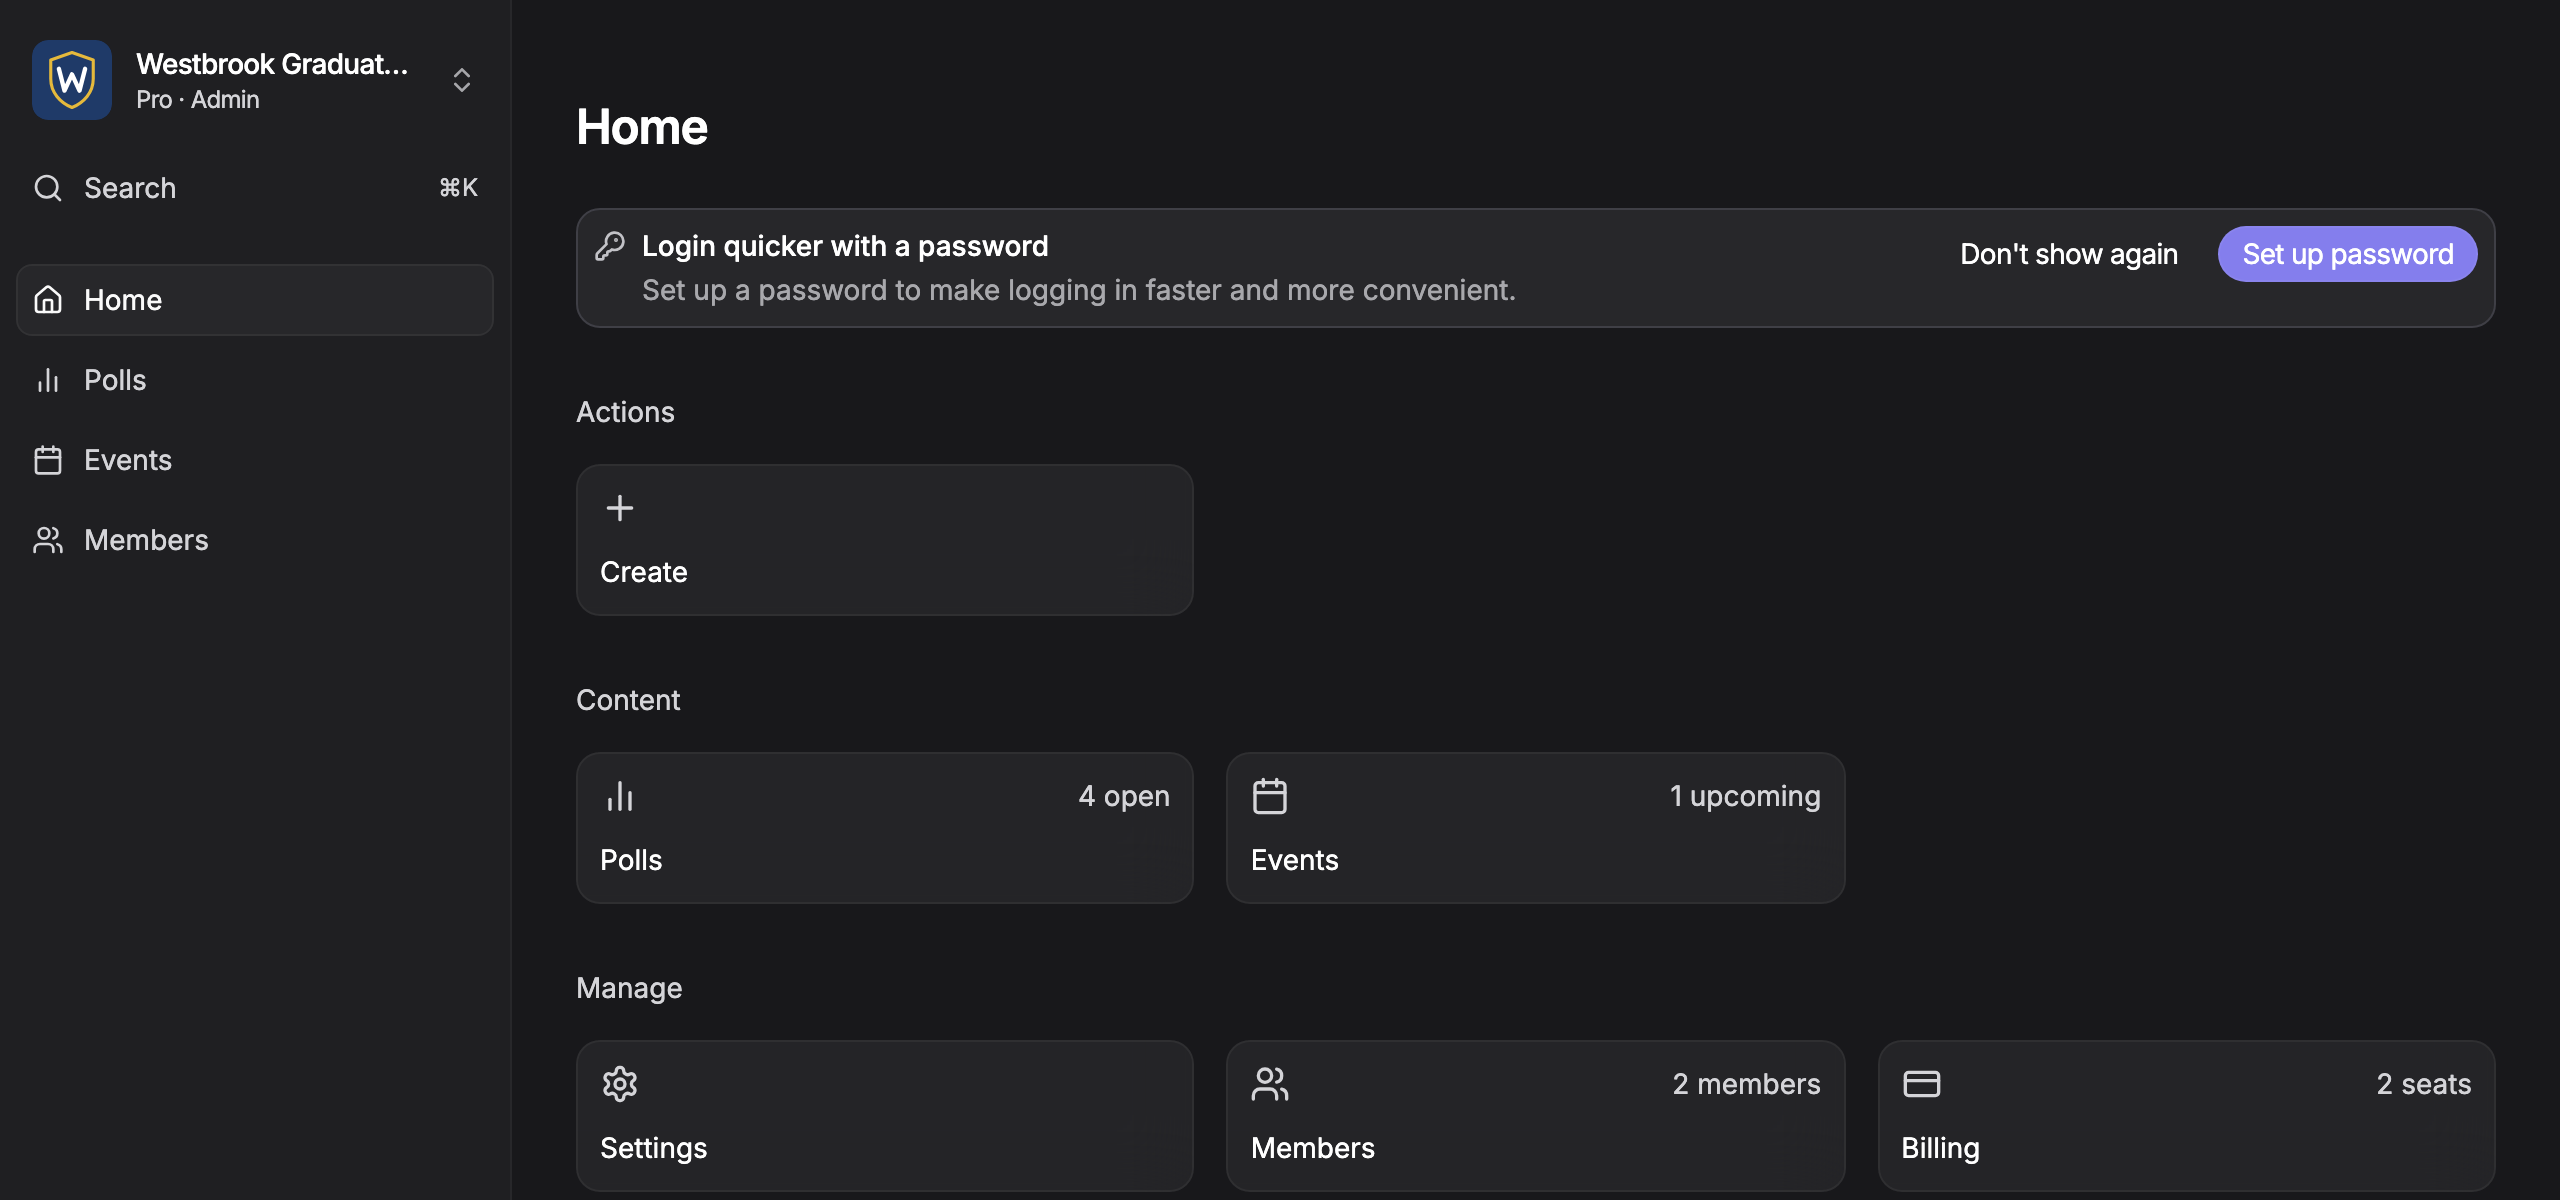 W
Westbrook Graduat...
Pro · Admin
Search ⌘K
Home
Polls
Events
Members
Home
Login quicker with a password
Set up a password to make logging in faster and more convenient.
Don't show again
Set up password
Actions
Create
Content
4 open
Polls
1 upcoming
Events
Manage
Settings
2 members
Members
2 seats
Billing